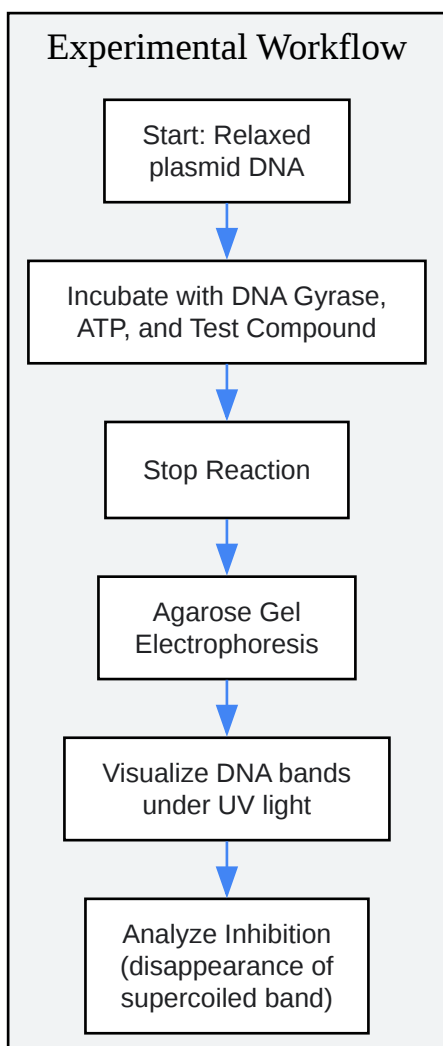 Experimental Workflow
Start: Relaxed
plasmid DNA
Incubate with DNA Gyrase,
ATP, and Test Compound
Stop Reaction
Agarose Gel
Electrophoresis
Visualize DNA bands
under UV light
Analyze Inhibition
(disappearance of
supercoiled band)